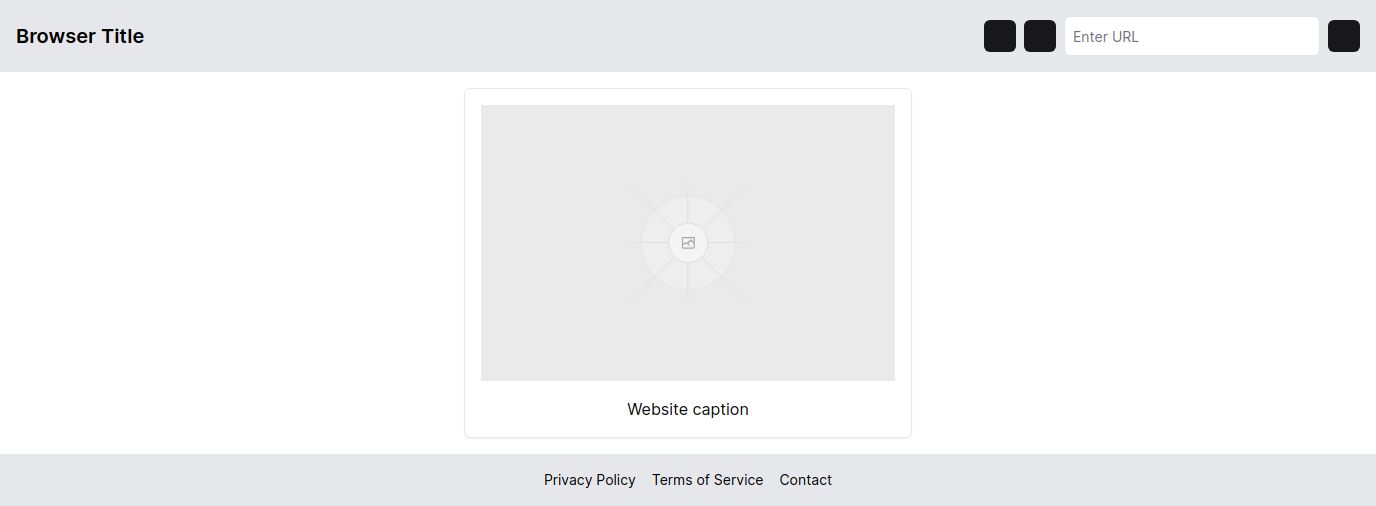 Browser Title
Enter URL
Website caption
Privacy Policy Terms of Service Contact